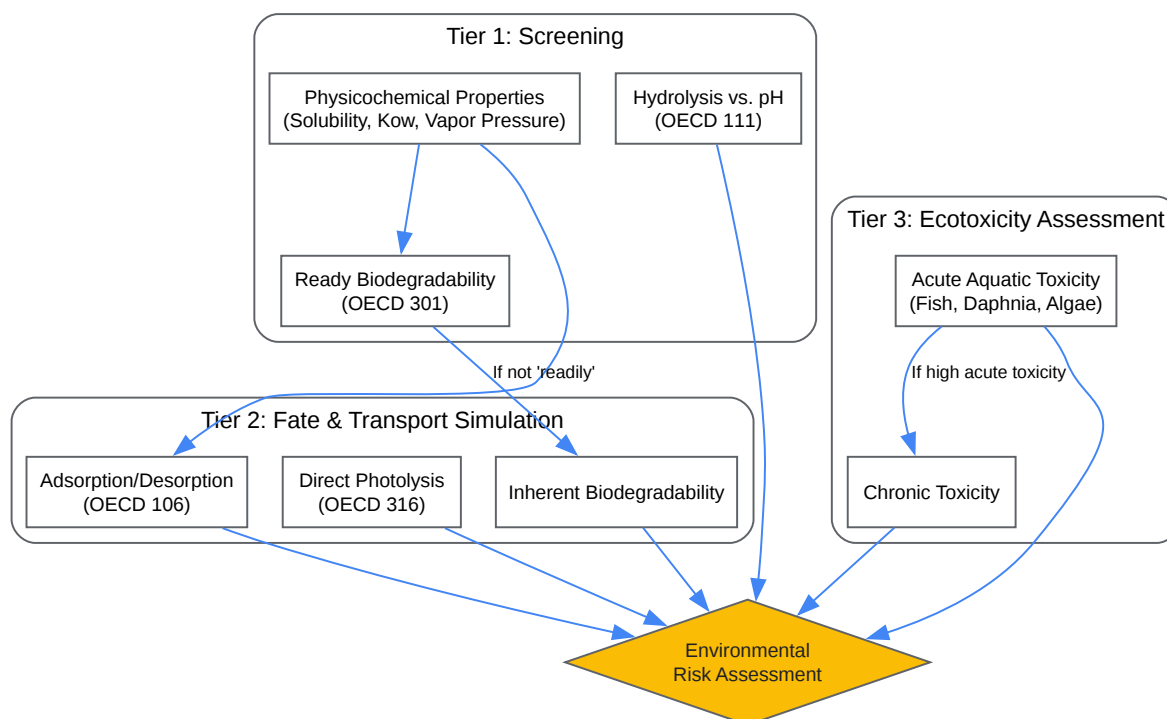 Tier 1: Screening
Physicochemical Properties
(Solubility, Kow, Vapor Pressure)
Hydrolysis vs. pH
(OECD 111)
Ready Biodegradability
(OECD 301)
Tier 3: Ecotoxicity Assessment
Acute Aquatic Toxicity
(Fish, Daphnia, Algae)
If not 'readily'
If high acute toxicity
Tier 2: Fate & Transport Simulation
Adsorption/Desorption
(OECD 106)
Direct Photolysis
(OECD 316)
Inherent Biodegradability
Chronic Toxicity
Environmental
Risk Assessment